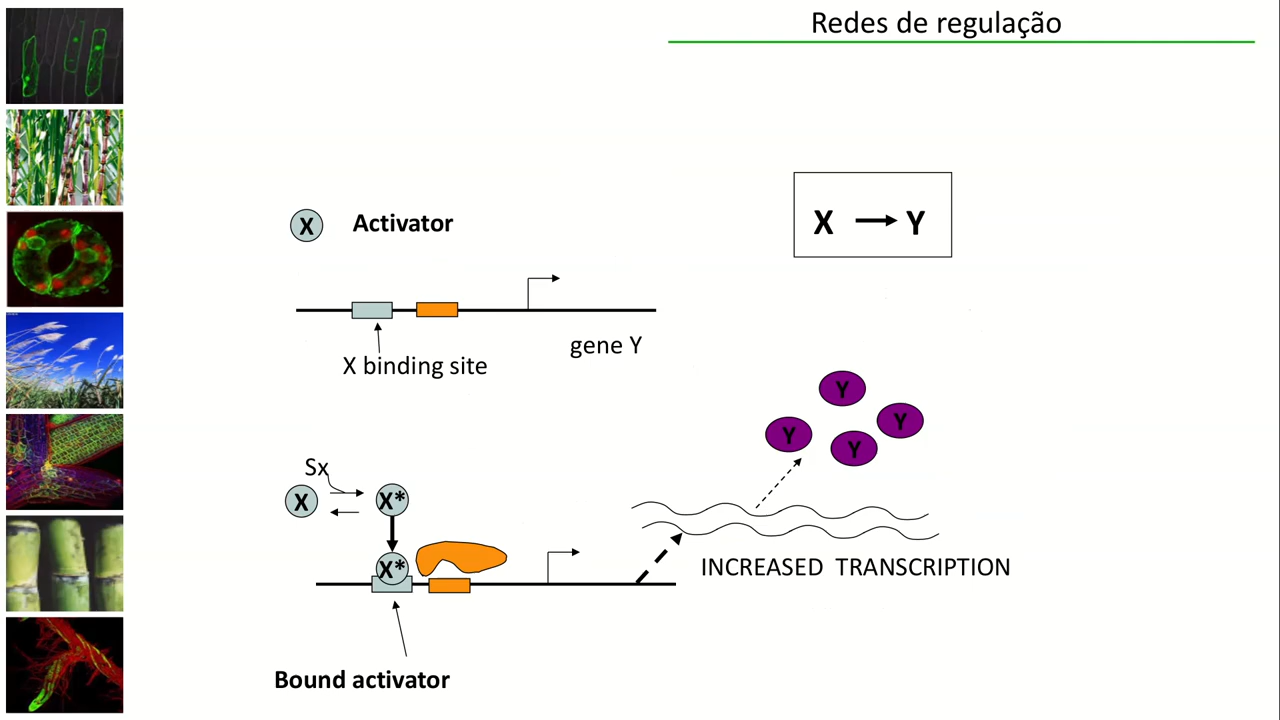 Redes de regulação
X → Y
X Activator
gene Y
X binding site
Y
Y
Y
Y
Sx
X X*
X*
INCREASED TRANSCRIPTION
Bound activator